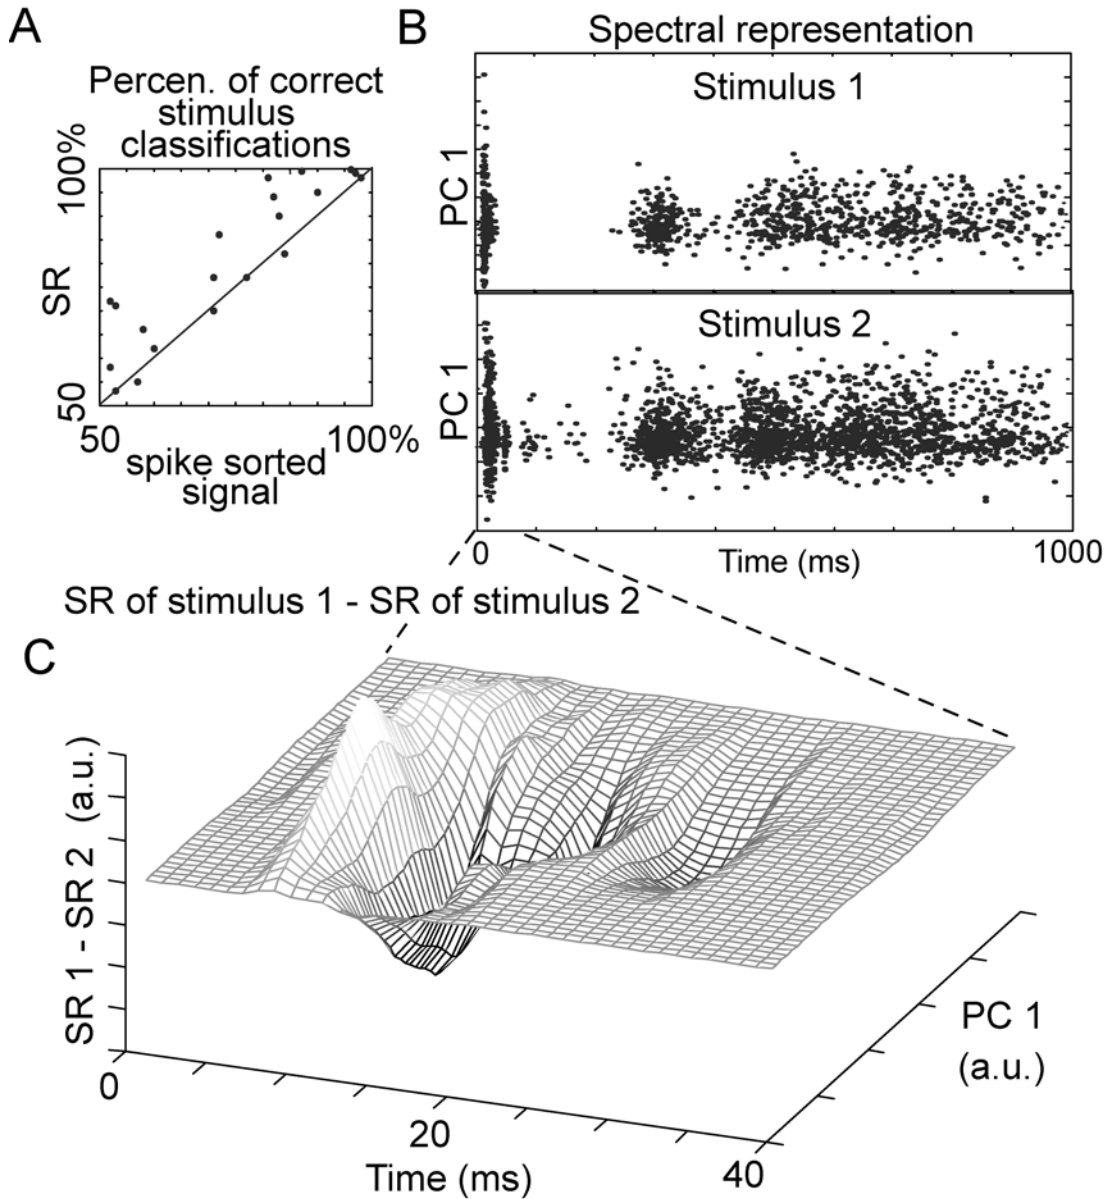 A
Percen. of correct
stimulus
classifications
100%
SR
50
50
100%
spike sorted
signal
B
Spectral representation
Stimulus 1
PC 1
Stimulus 2
PC 1
0
Time (ms)
1000
SR of stimulus 1 - SR of stimulus 2
C
SR 1 - SR 2 (a.u.)
0
20
40
Time (ms)
PC 1
(a.u.)